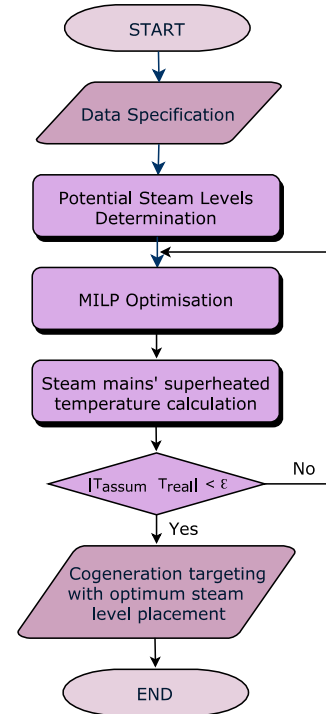 START
Data Specification
Potential Steam Levels
Determination
MILP Optimisation
Steam mains' superheated
temperature calculation
|Tassum Treal| < ε
No
Yes
Cogeneration targeting
with optimum steam
level placement
END